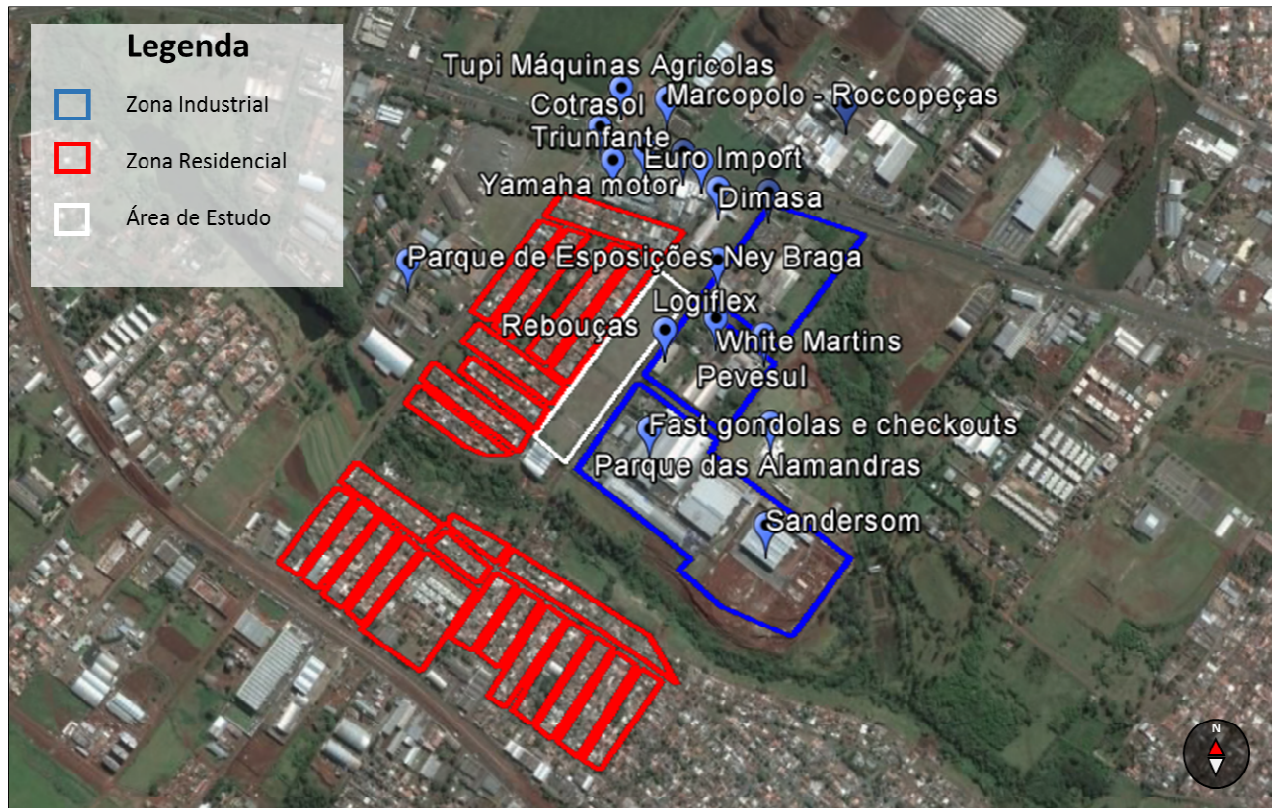 Legenda
Zona Industrial
Zona Residencial
Área de Estudo
Tupi Máquinas Agricolas
Cotrasol
Marcopolo - Roccopeças
Triunfante
Euro Import
Yamaha motor
Dimasa
Parque de Esposições Ney Braga
Logiflex
Rebouças
White Martins
Pevesul
Fast gondolas e checkouts
Parque das Alamandras
Sandersom
N